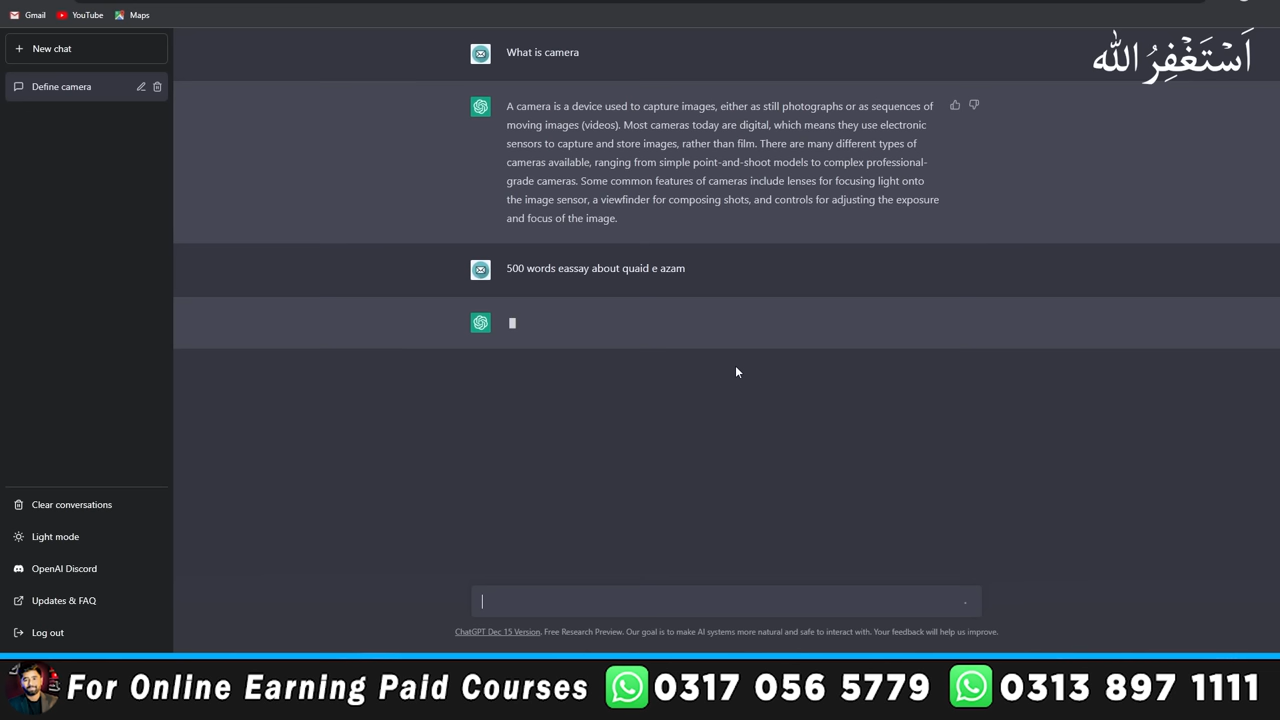 Gmail YouTube Maps
New chat
Define camera
What is camera
اَسْتَغْفِرُ اللّٰه
A camera is a device used to capture images, either as still photographs or as sequences of
moving images (videos). Most cameras today are digital, which means they use electronic
sensors to capture and store images, rather than film. There are many different types of
cameras available, ranging from simple point-and-shoot models to complex professional-
grade cameras. Some common features of cameras include lenses for focusing light onto
the image sensor, a viewfinder for composing shots, and controls for adjusting the exposure
and focus of the image.
500 words eassay about quaid e azam
Clear conversations
Light mode
OpenAI Discord
Updates & FAQ
Log out
ChatGPT Dec 15 Version. Free Research Preview. Our goal is to make AI systems more natural and safe to interact with. Your feedback will help us improve.
For Online Earning Paid Courses 0317 056 5779 0313 897 1111